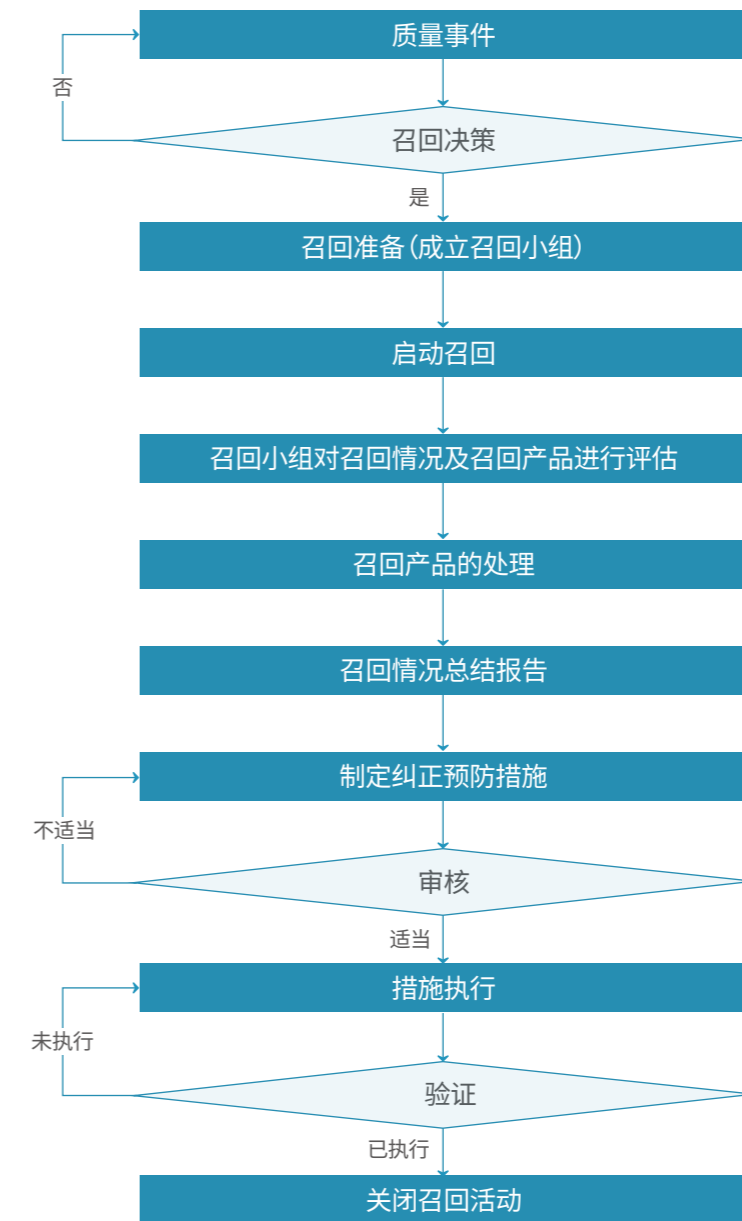 质量事件
否
召回决策
是
召回准备（成立召回小组）
启动召回
召回小组对召回情况及召回产品进行评估
召回产品的处理
召回情况总结报告
制定纠正预防措施
不适当
审核
适当
措施执行
未执行
验证
已执行
关闭召回活动